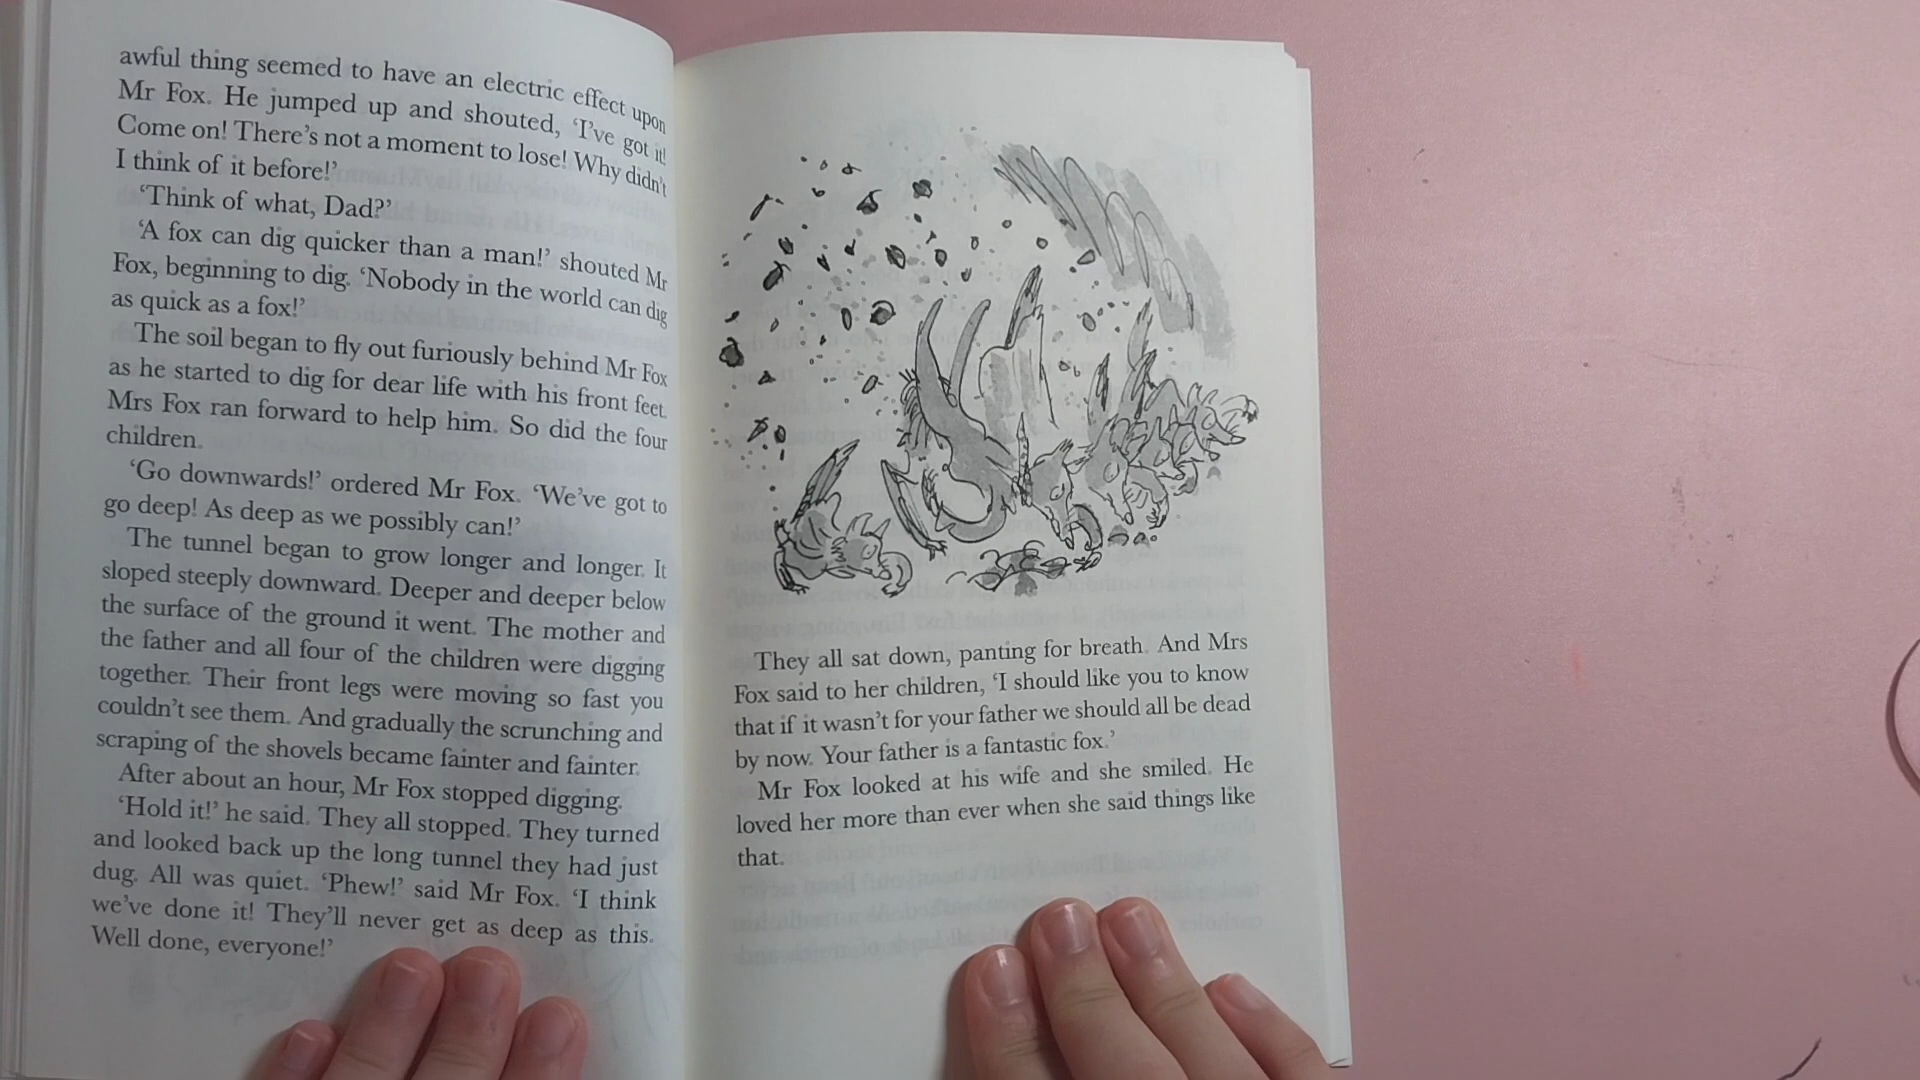 awful thing seemed to have an electric effect upon
Mr Fox. He jumped up and shouted, ‘I’ve got it!
Come on! There’s not a moment to lose! Why didn’t
I think of it before!’
‘Think of what, Dad?’
‘A fox can dig quicker than a man!’ shouted Mr
Fox, beginning to dig. ‘Nobody in the world can dig
as quick as a fox!’
The soil began to fly out furiously behind Mr Fox
as he started to dig for dear life with his front feet.
Mrs Fox ran forward to help him. So did the four
children.
‘Go downwards!’ ordered Mr Fox. ‘We’ve got to
go deep! As deep as we possibly can!’
The tunnel began to grow longer and longer. It
sloped steeply downward. Deeper and deeper below
the surface of the ground it went. The mother and
the father and all four of the children were digging
together. Their front legs were moving so fast you
couldn’t see them. And gradually the scrunching and
scraping of the shovels became fainter and fainter.
After about an hour, Mr Fox stopped digging.
‘Hold it!’ he said. They all stopped. They turned
and looked back up the long tunnel they had just
dug. All was quiet. ‘Phew!’ said Mr Fox. ‘I think
we’ve done it! They’ll never get as deep as this.
Well done, everyone!’
They all sat down, panting for breath. And Mrs
Fox said to her children, ‘I should like you to know
that if it wasn’t for your father we should all be dead
by now. Your father is a fantastic fox.’
Mr Fox looked at his wife and she smiled. He
loved her more than ever when she said things like
that.